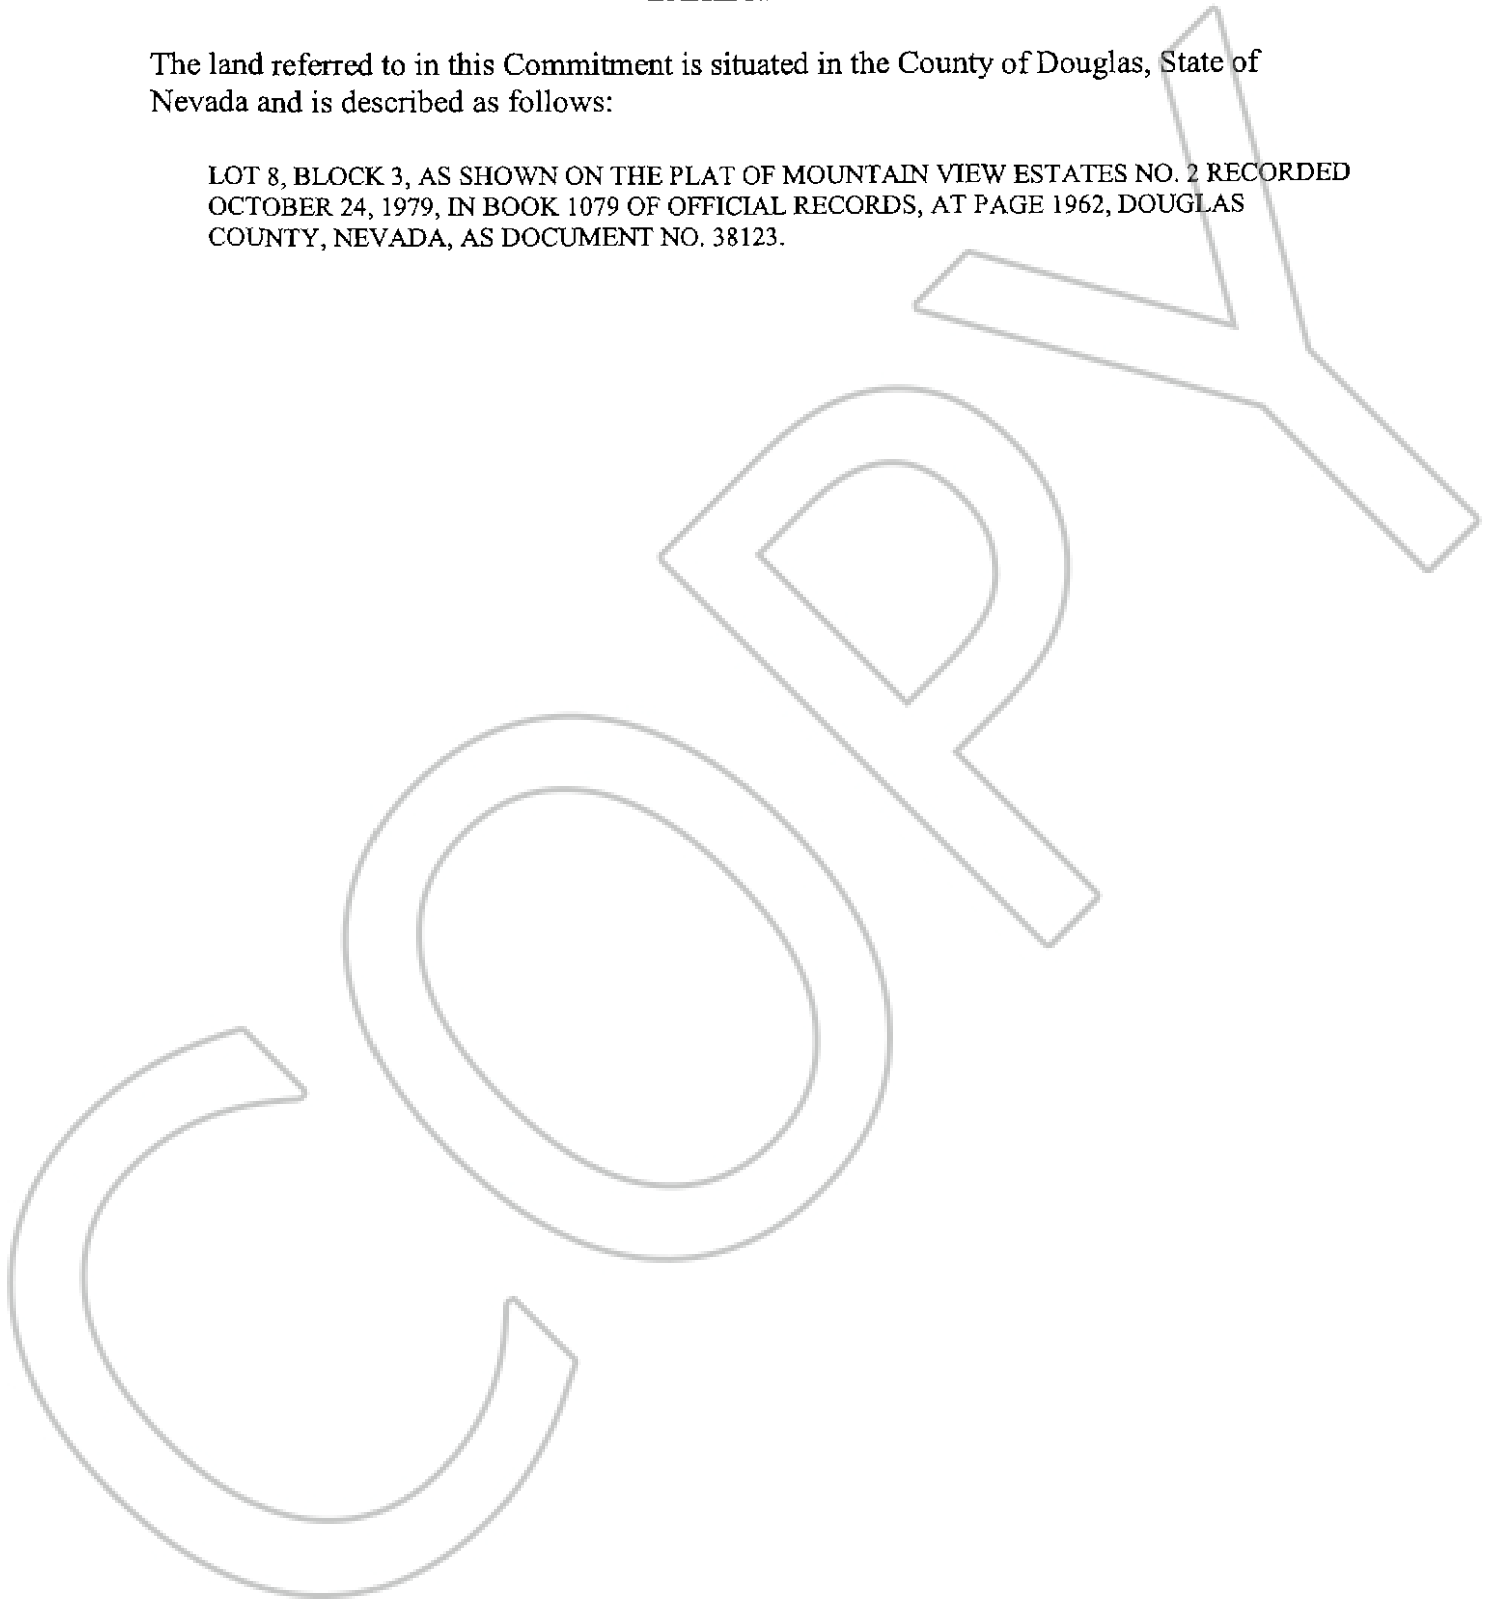 The land referred to in this Commitment is situated in the County of Douglas, State of
Nevada and is described as follows:
LOT 8, BLOCK 3, AS SHOWN ON THE PLAT OF MOUNTAIN VIEW ESTATES NO. 2 RECORDED
OCTOBER 24, 1979, IN BOOK 1079 OF OFFICIAL RECORDS, AT PAGE 1962, DOUGLAS
COUNTY, NEVADA, AS DOCUMENT NO. 38123.
COPY